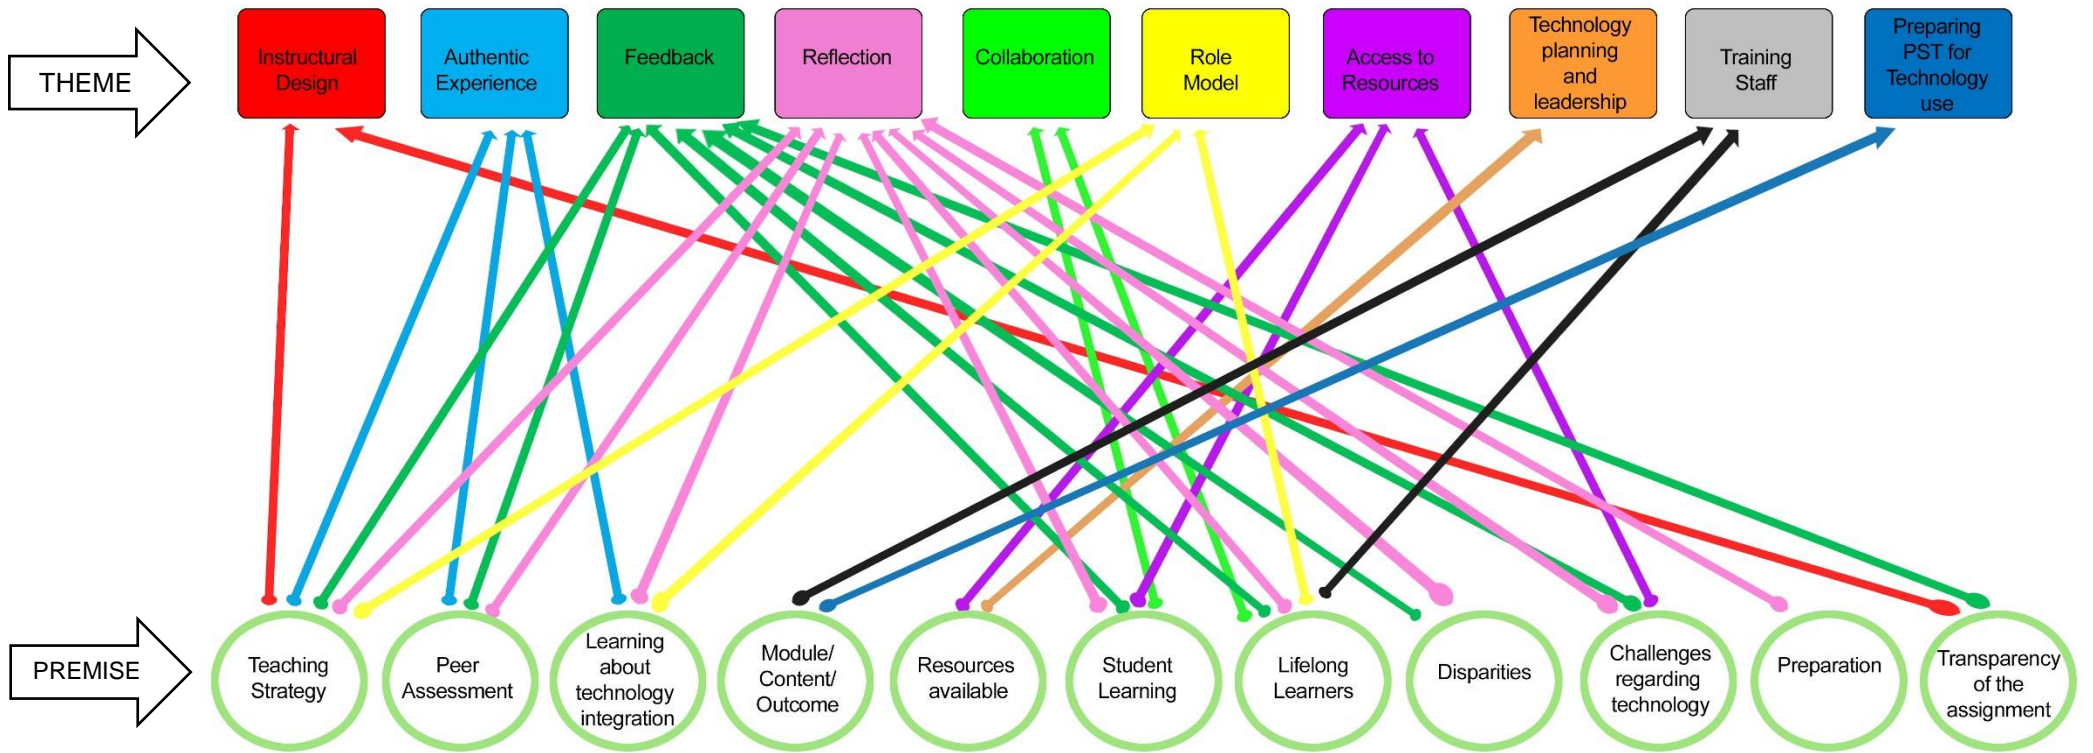 THEME
Instructural
Design
Authentic
Experience
Feedback
Reflection
Collaboration
Role
Model
Access to
Resources
Technology
planning
and
leadership
Training
Staff
Preparing
PST for
Technology
use
PREMISE
Teaching
Strategy
Peer
Assessment
Learning
about
technology
integration
Module/
Content/
Outcome
Resources
available
Student
Learning
Lifelong
Learners
Disparities
Challenges
regarding
technology
Preparation
Transparency
of the
assignment